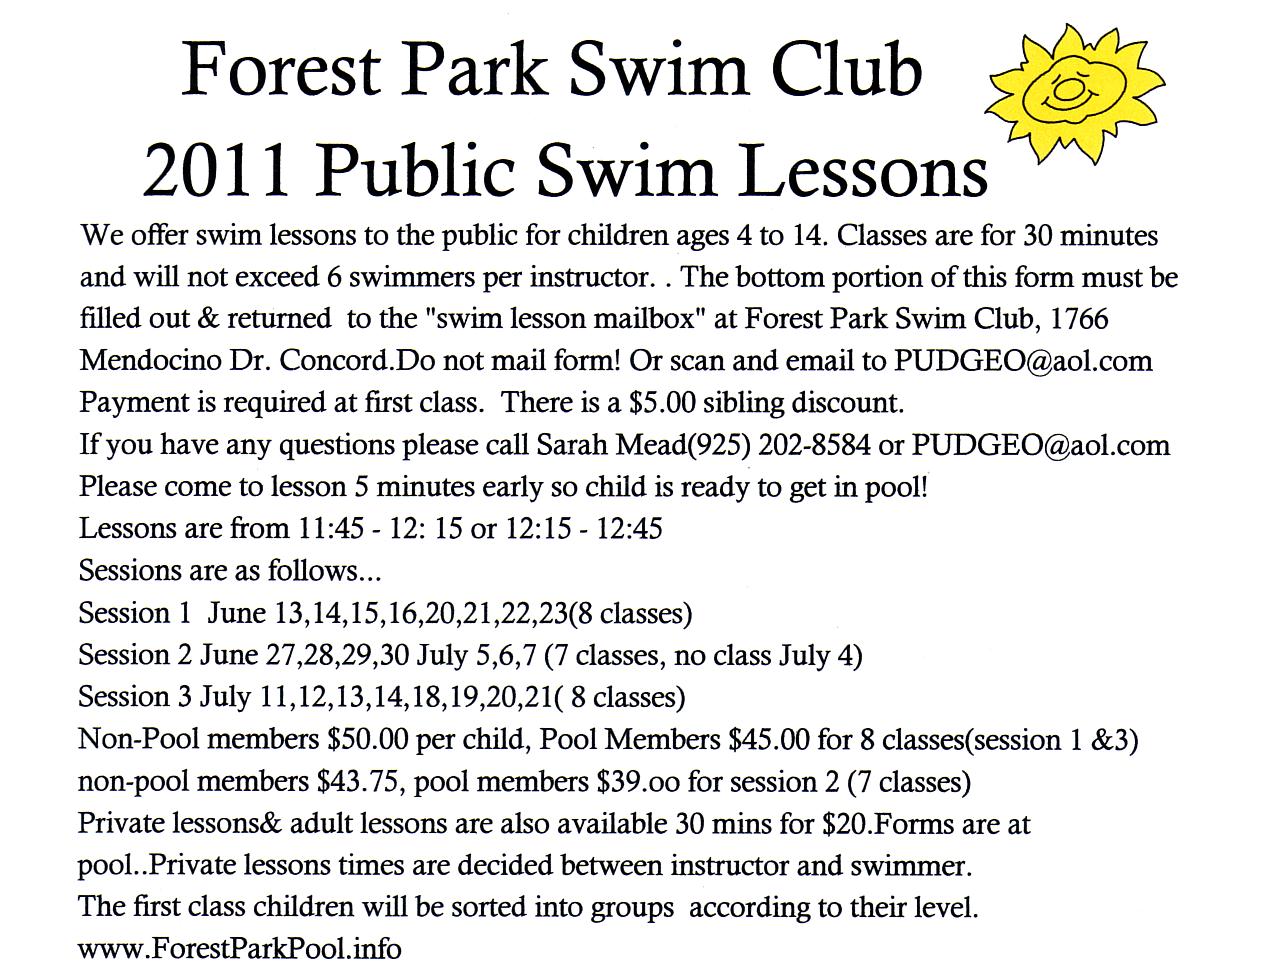 Forest Park Swim Club
2011 Public Swim Lessons
We offer swim lessons to the public for children ages 4 to 14. Classes are for 30 minutes
and will not exceed 6 swimmers per instructor. . The bottom portion of this form must be
filled out & returned  to the "swim lesson mailbox" at Forest Park Swim Club, 1766
Mendocino Dr. Concord.Do not mail form! Or scan and email to PUDGEO@aol.com
Payment is required at first class.  There is a $5.00 sibling discount.
If you have any questions please call Sarah Mead(925) 202-8584 or PUDGEO@aol.com
Please come to lesson 5 minutes early so child is ready to get in pool!
Lessons are from 11:45 - 12: 15 or 12:15 - 12:45
Sessions are as follows...
Session 1  June 13,14,15,16,20,21,22,23(8 classes)
Session 2 June 27,28,29,30 July 5,6,7 (7 classes, no class July 4)
Session 3 July 11,12,13,14,18,19,20,21( 8 classes)
Non-Pool members $50.00 per child, Pool Members $45.00 for 8 classes(session 1 &3)
non-pool members $43.75, pool members $39.oo for session 2 (7 classes)
Private lessons& adult lessons are also available 30 mins for $20.Forms are at
pool..Private lessons times are decided between instructor and swimmer.
The first class children will be sorted into groups  according to their level.
www.ForestParkPool.info